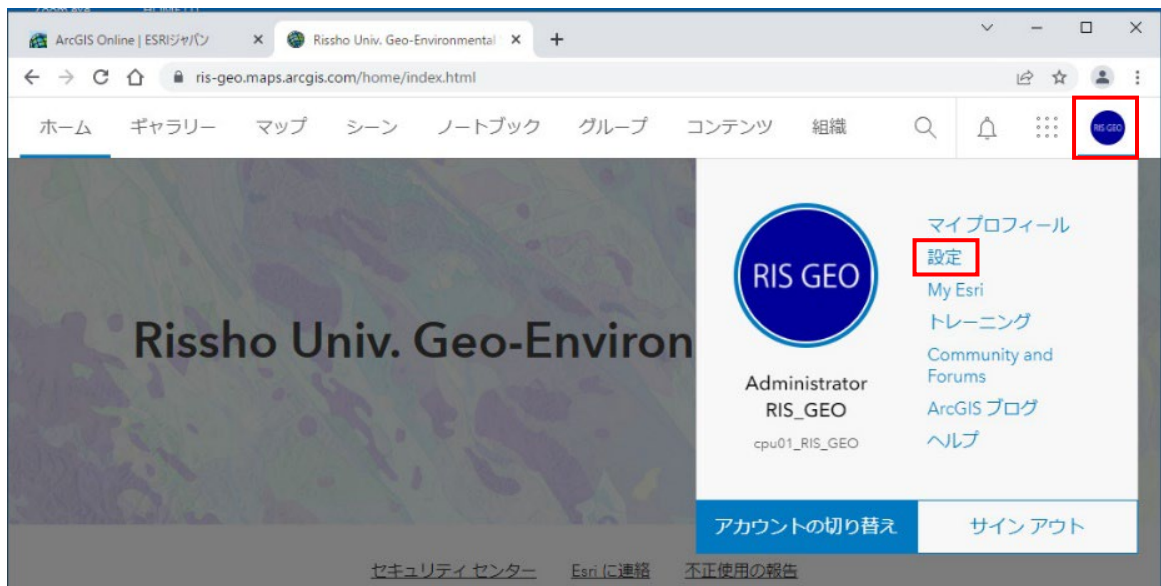 ArcGIS Online | ESRIジャパン
Rissho Univ. Geo-Environmental
ris-geo.maps.arcgis.com/home/index.html
ホーム ギャラリー マップ シーン ノートブック グループ コンテンツ 組織
RIS GEO
マイ プロフィール
設定
My Esri
トレーニング
Community and
Forums
ArcGIS ブログ
ヘルプ
RIS GEO
Administrator
RIS_GEO
cpu01_RIS_GEO
Rissho Univ. Geo-Environ
アカウントの切り替え サイン アウト
セキュリティ センター Esri に連絡 不正使用の報告